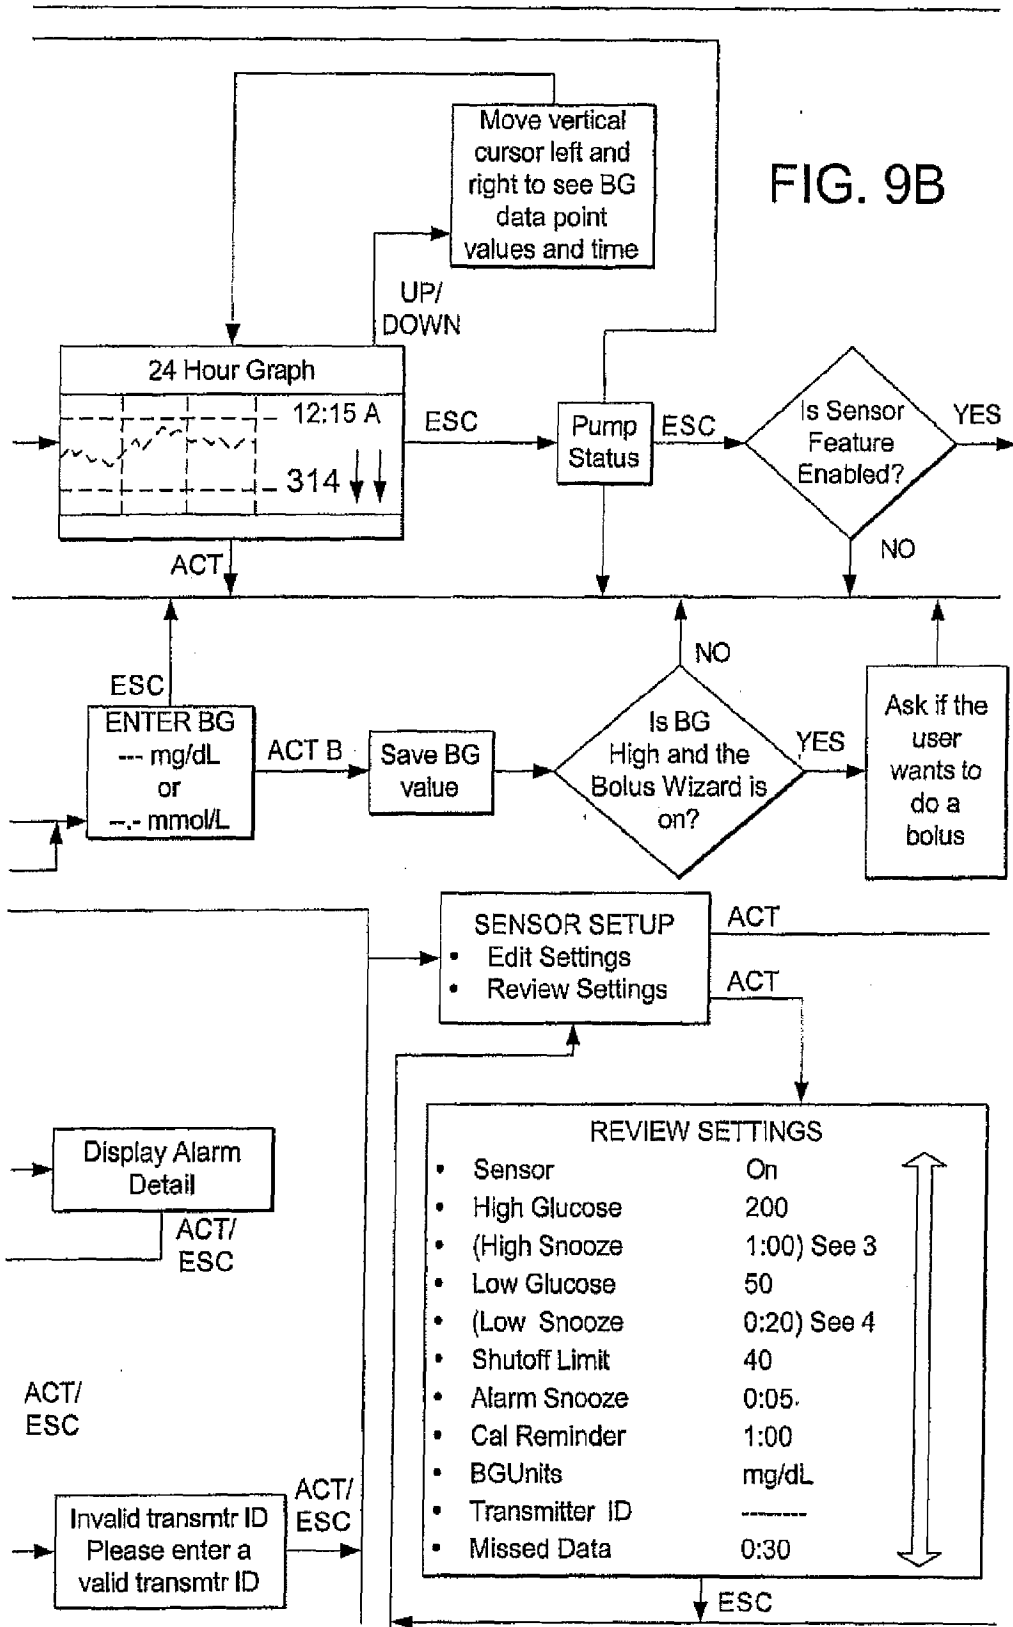 Move vertical
cursor left and
right to see BG
data point
values and time
FIG. 9B
UP/
DOWN
24 Hour Graph
12:15 A
314
ESC
Pump
Status
ESC
Is Sensor
Feature
Enabled?
YES
NO
ACT
ESC
ENTER BG
--- mg/dL
or
--.- mmol/L
ACT B
Save BG
value
Is BG
High and the
Bolus Wizard is
on?
NO
YES
Ask if the
user
wants to
do a
bolus
SENSOR SETUP
• Edit Settings
• Review Settings
ACT
ACT
Display Alarm
Detail
ACT/
ESC
ACT/
ESC
Invalid transmtr ID
Please enter a
valid transmtr ID
ACT/
ESC
REVIEW SETTINGS
• Sensor On
• High Glucose 200
• (High Snooze 1:00) See 3
• Low Glucose 50
• (Low Snooze 0:20) See 4
• Shutoff Limit 40
• Alarm Snooze 0:05
• Cal Reminder 1:00
• BGUnits mg/dL
• Transmitter ID ------
• Missed Data 0:30
ESC